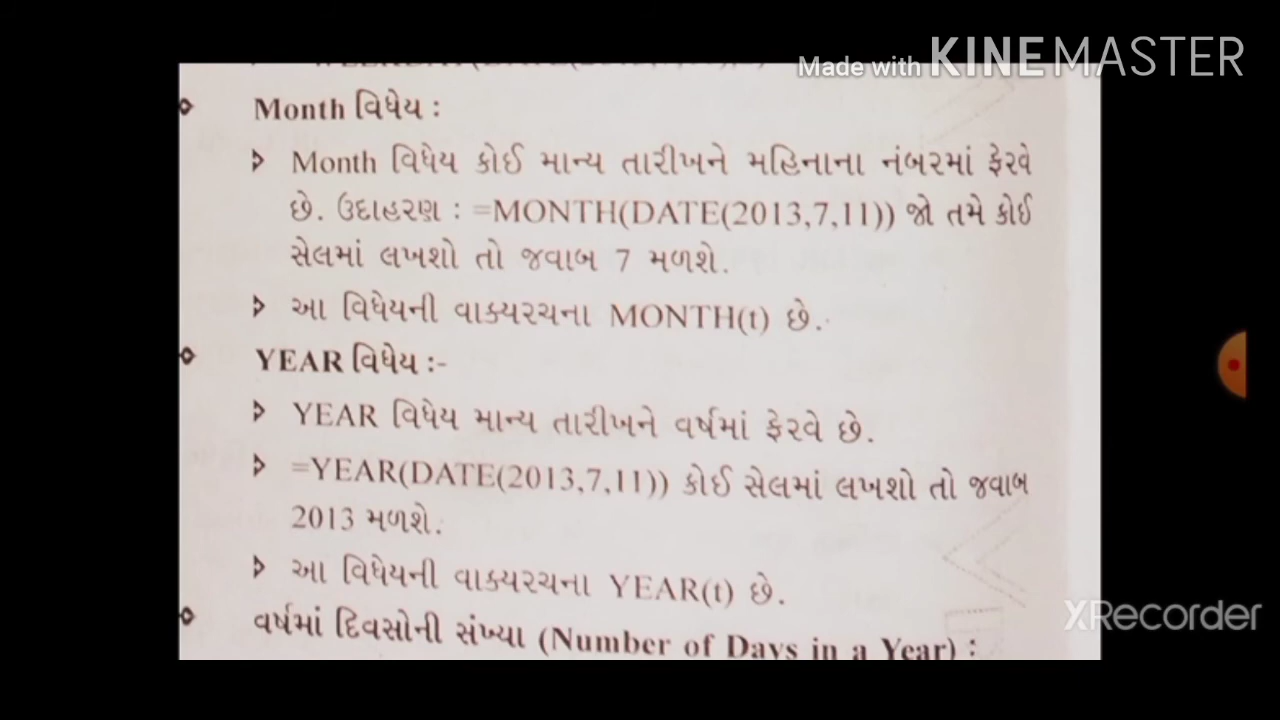 Made with KINEMASTER
Month વિધેય :
Month વિધેય કોઈ માન્ય તારીખને મહિનાના નંબરમાં ફેરવે
છે. ઉદાહરણ : =MONTH(DATE(2013,7,11)) જો તમે કોઈ
સેલમાં લખશો તો જવાબ 7 મળશે.
આ વિધેયની વાક્યરચના MONTH(t) છે.
YEAR વિધેય :-
YEAR વિધેય માન્ય તારીખને વર્ષમાં ફેરવે છે.
=YEAR(DATE(2013,7,11)) કોઈ સેલમાં લખશો તો જવાબ
2013 મળશે.
આ વિધેયની વાક્યરચના YEAR(t) છે.
XRecorder
વર્ષમાં દિવસોની સંખ્યા (Number of Days in a Year) :